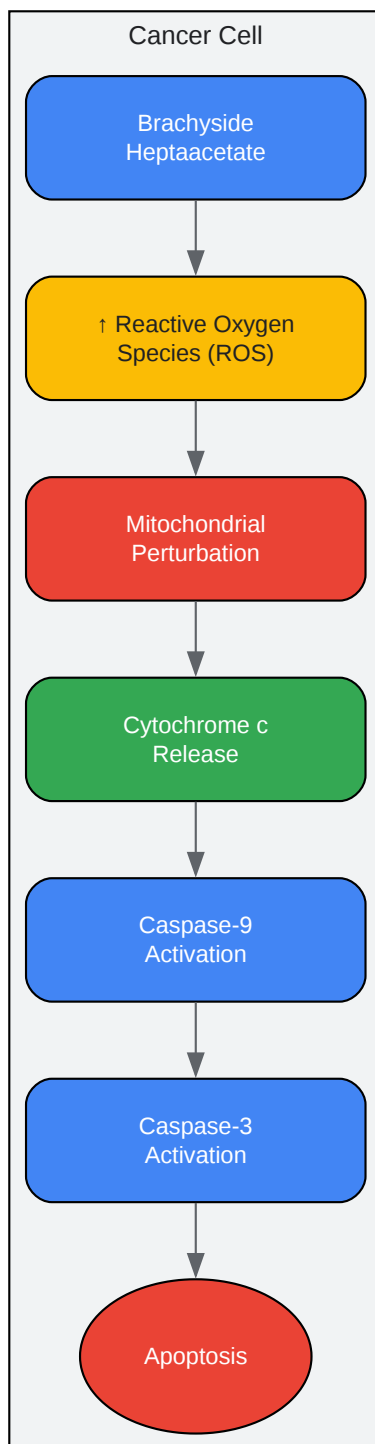 Cancer Cell
Brachyside
Heptaacetate
↑ Reactive Oxygen
Species (ROS)
Mitochondrial
Perturbation
Cytochrome c
Release
Caspase-9
Activation
Caspase-3
Activation
Apoptosis